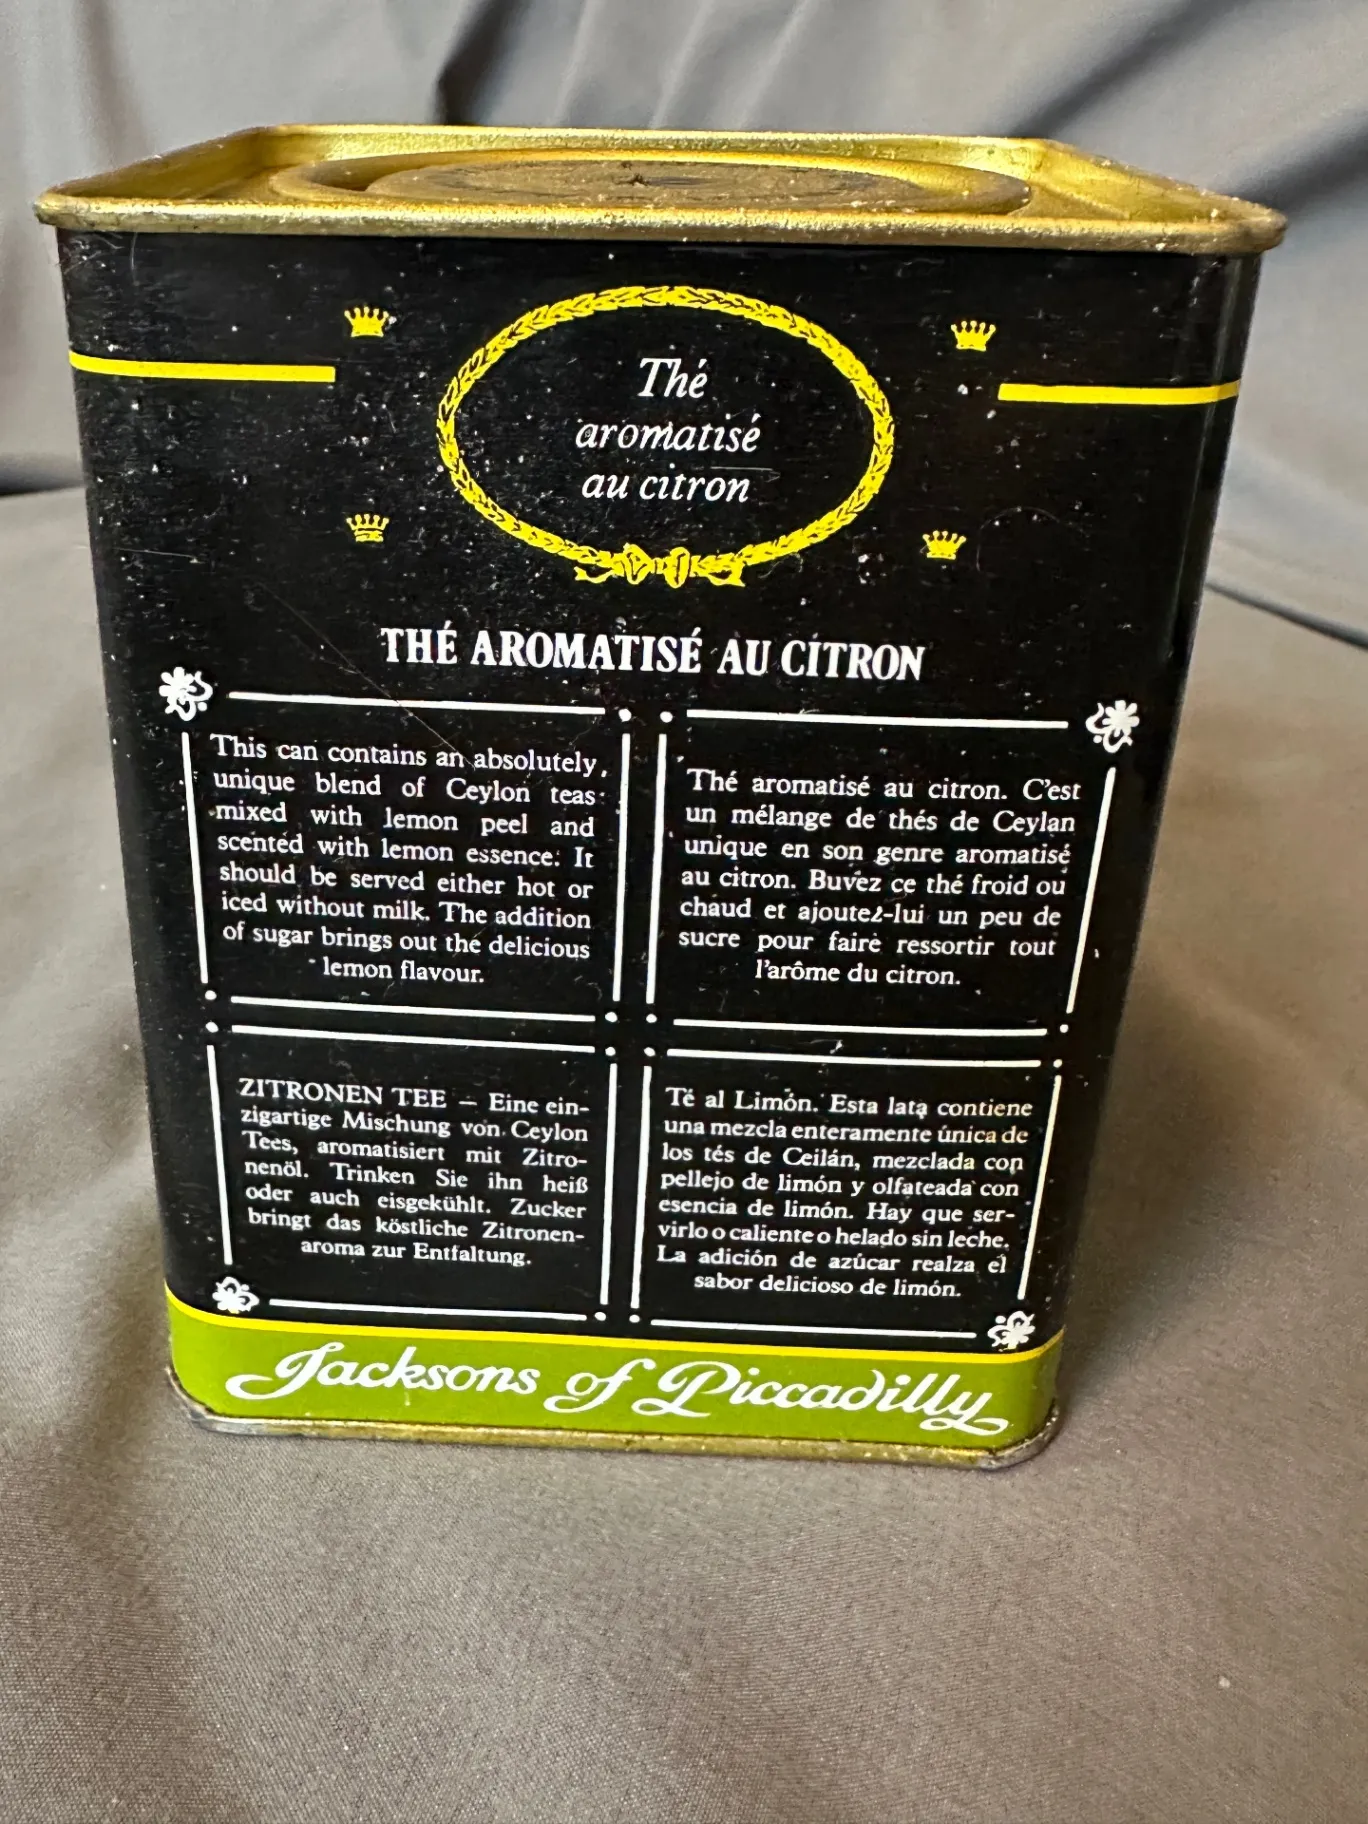 Thé
aromatisé
au citron
THÉ AROMATISÉ AU CITRON
This can contains an absolutely
unique blend of Ceylon teas
mixed with lemon peel and
scented with lemon essence. It
should be served either hot or
iced without milk. The addition
of sugar brings out the delicious
lemon flavour.
Thé aromatisé au citron. C'est
un mélange de thés de Ceylan
unique en son genre aromatisé
au citron. Buvez ce thé froid ou
chaud et ajoutez-lui un peu de
sucre pour faire ressortir tout
l'arôme du citron.
ZITRONEN TEE – Eine ein-
zigartige Mischung von Ceylon
Tees, aromatisiert mit Zitro-
nenöl. Trinken Sie ihn heiß
oder auch eisgekühlt. Zucker
bringt das köstliche Zitronen-
aroma zur Entfaltung.
Té al Limón. Esta lata contiene
una mezcla enteramente única de
los tés de Ceilán, mezclada con
pellejo de limón y olfateada con
esencia de limón. Hay que ser-
virlo o caliente o helado sin leche.
La adición de azúcar realza el
sabor delicioso de limón.
Jacksons of Piccadilly